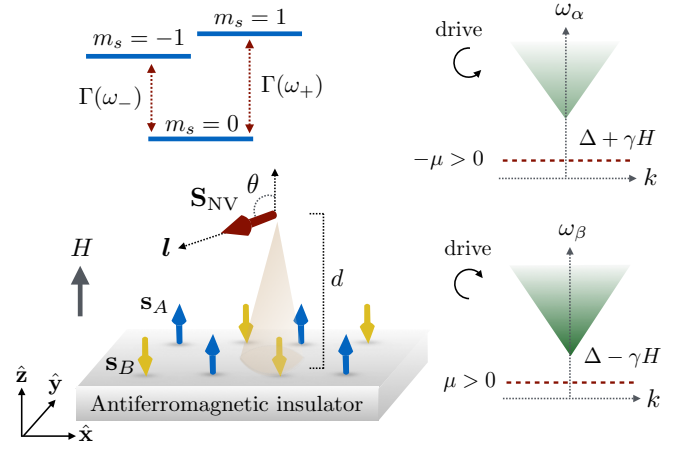 m_s = −1
m_s = 1
Γ(ω_−)
Γ(ω_+)
m_s = 0
S_NV
θ
l
H
d
s_A
s_B
Antiferromagnetic insulator
ẑ
ŷ
x̂
ω_α
drive
Δ + γH
−μ > 0
k
ω_β
drive
Δ − γH
μ > 0
k